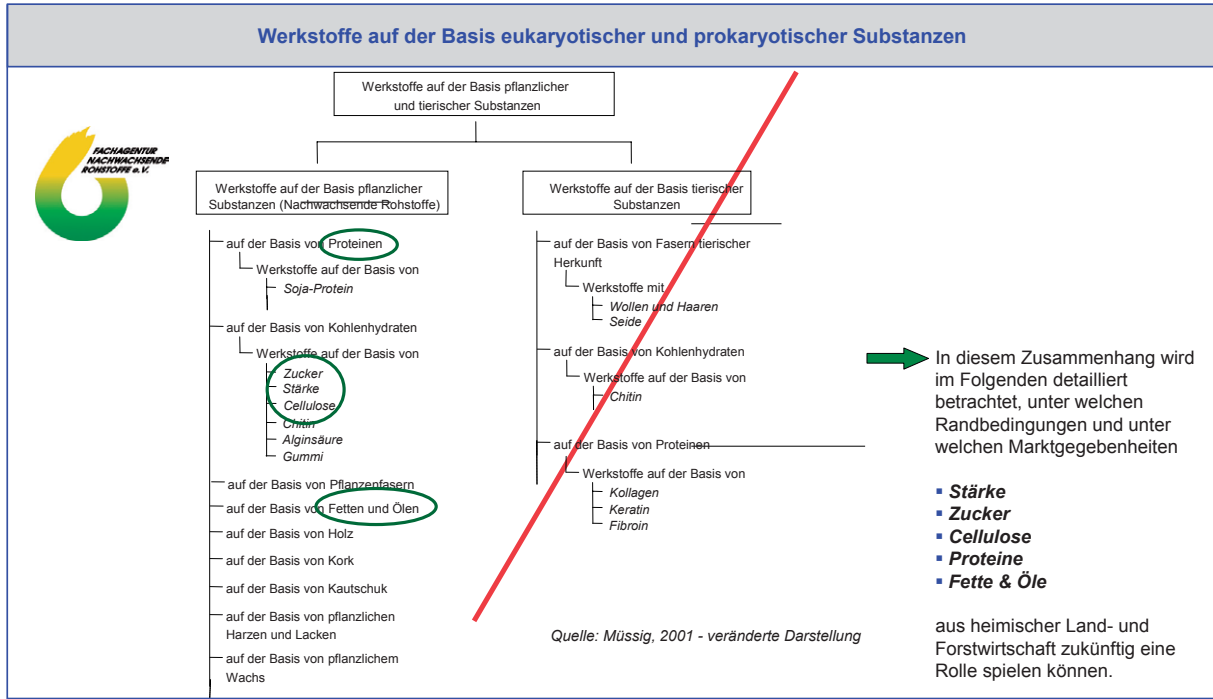 Werkstoffe auf der Basis eukaryotischer und prokaryotischer Substanzen
Werkstoffe auf der Basis pflanzlicher
und tierischer Substanzen
FACHAGENTUR
NACHWACHSENDE-
ROHSTOFFE e.V.
Werkstoffe auf der Basis pflanzlicher
Substanzen (Nachwachsende Rohstoffe)
auf der Basis von Proteinen
Werkstoffe auf der Basis von
Soja-Protein
auf der Basis von Kohlenhydraten
Werkstoffe auf der Basis von
Zucker
Stärke
Cellulose
Chitin
Alginsäure
Gummi
auf der Basis von Pflanzenfasern
auf der Basis von Fetten und Ölen
auf der Basis von Holz
auf der Basis von Kork
auf der Basis von Kautschuk
auf der Basis von pflanzlichen
Harzen und Lacken
auf der Basis von pflanzlichem
Wachs
Werkstoffe auf der Basis tierischer
Substanzen
auf der Basis von Fasern tierischer
Herkunft
Werkstoffe mit
Wollen und Haaren
Seide
auf der Basis von Kohlenhydraten
Werkstoffe auf der Basis von
Chitin
auf der Basis von Proteinen
Werkstoffe auf der Basis von
Kollagen
Keratin
Fibroin
Quelle: Müssig, 2001 - veränderte Darstellung
In diesem Zusammenhang wird
im Folgenden detailliert
betrachtet, unter welchen
Randbedingungen und unter
welchen Marktgegebenheiten
▪ Stärke
▪ Zucker
▪ Cellulose
▪ Proteine
▪ Fette & Öle
aus heimischer Land- und
Forstwirtschaft zukünftig eine
Rolle spielen können.